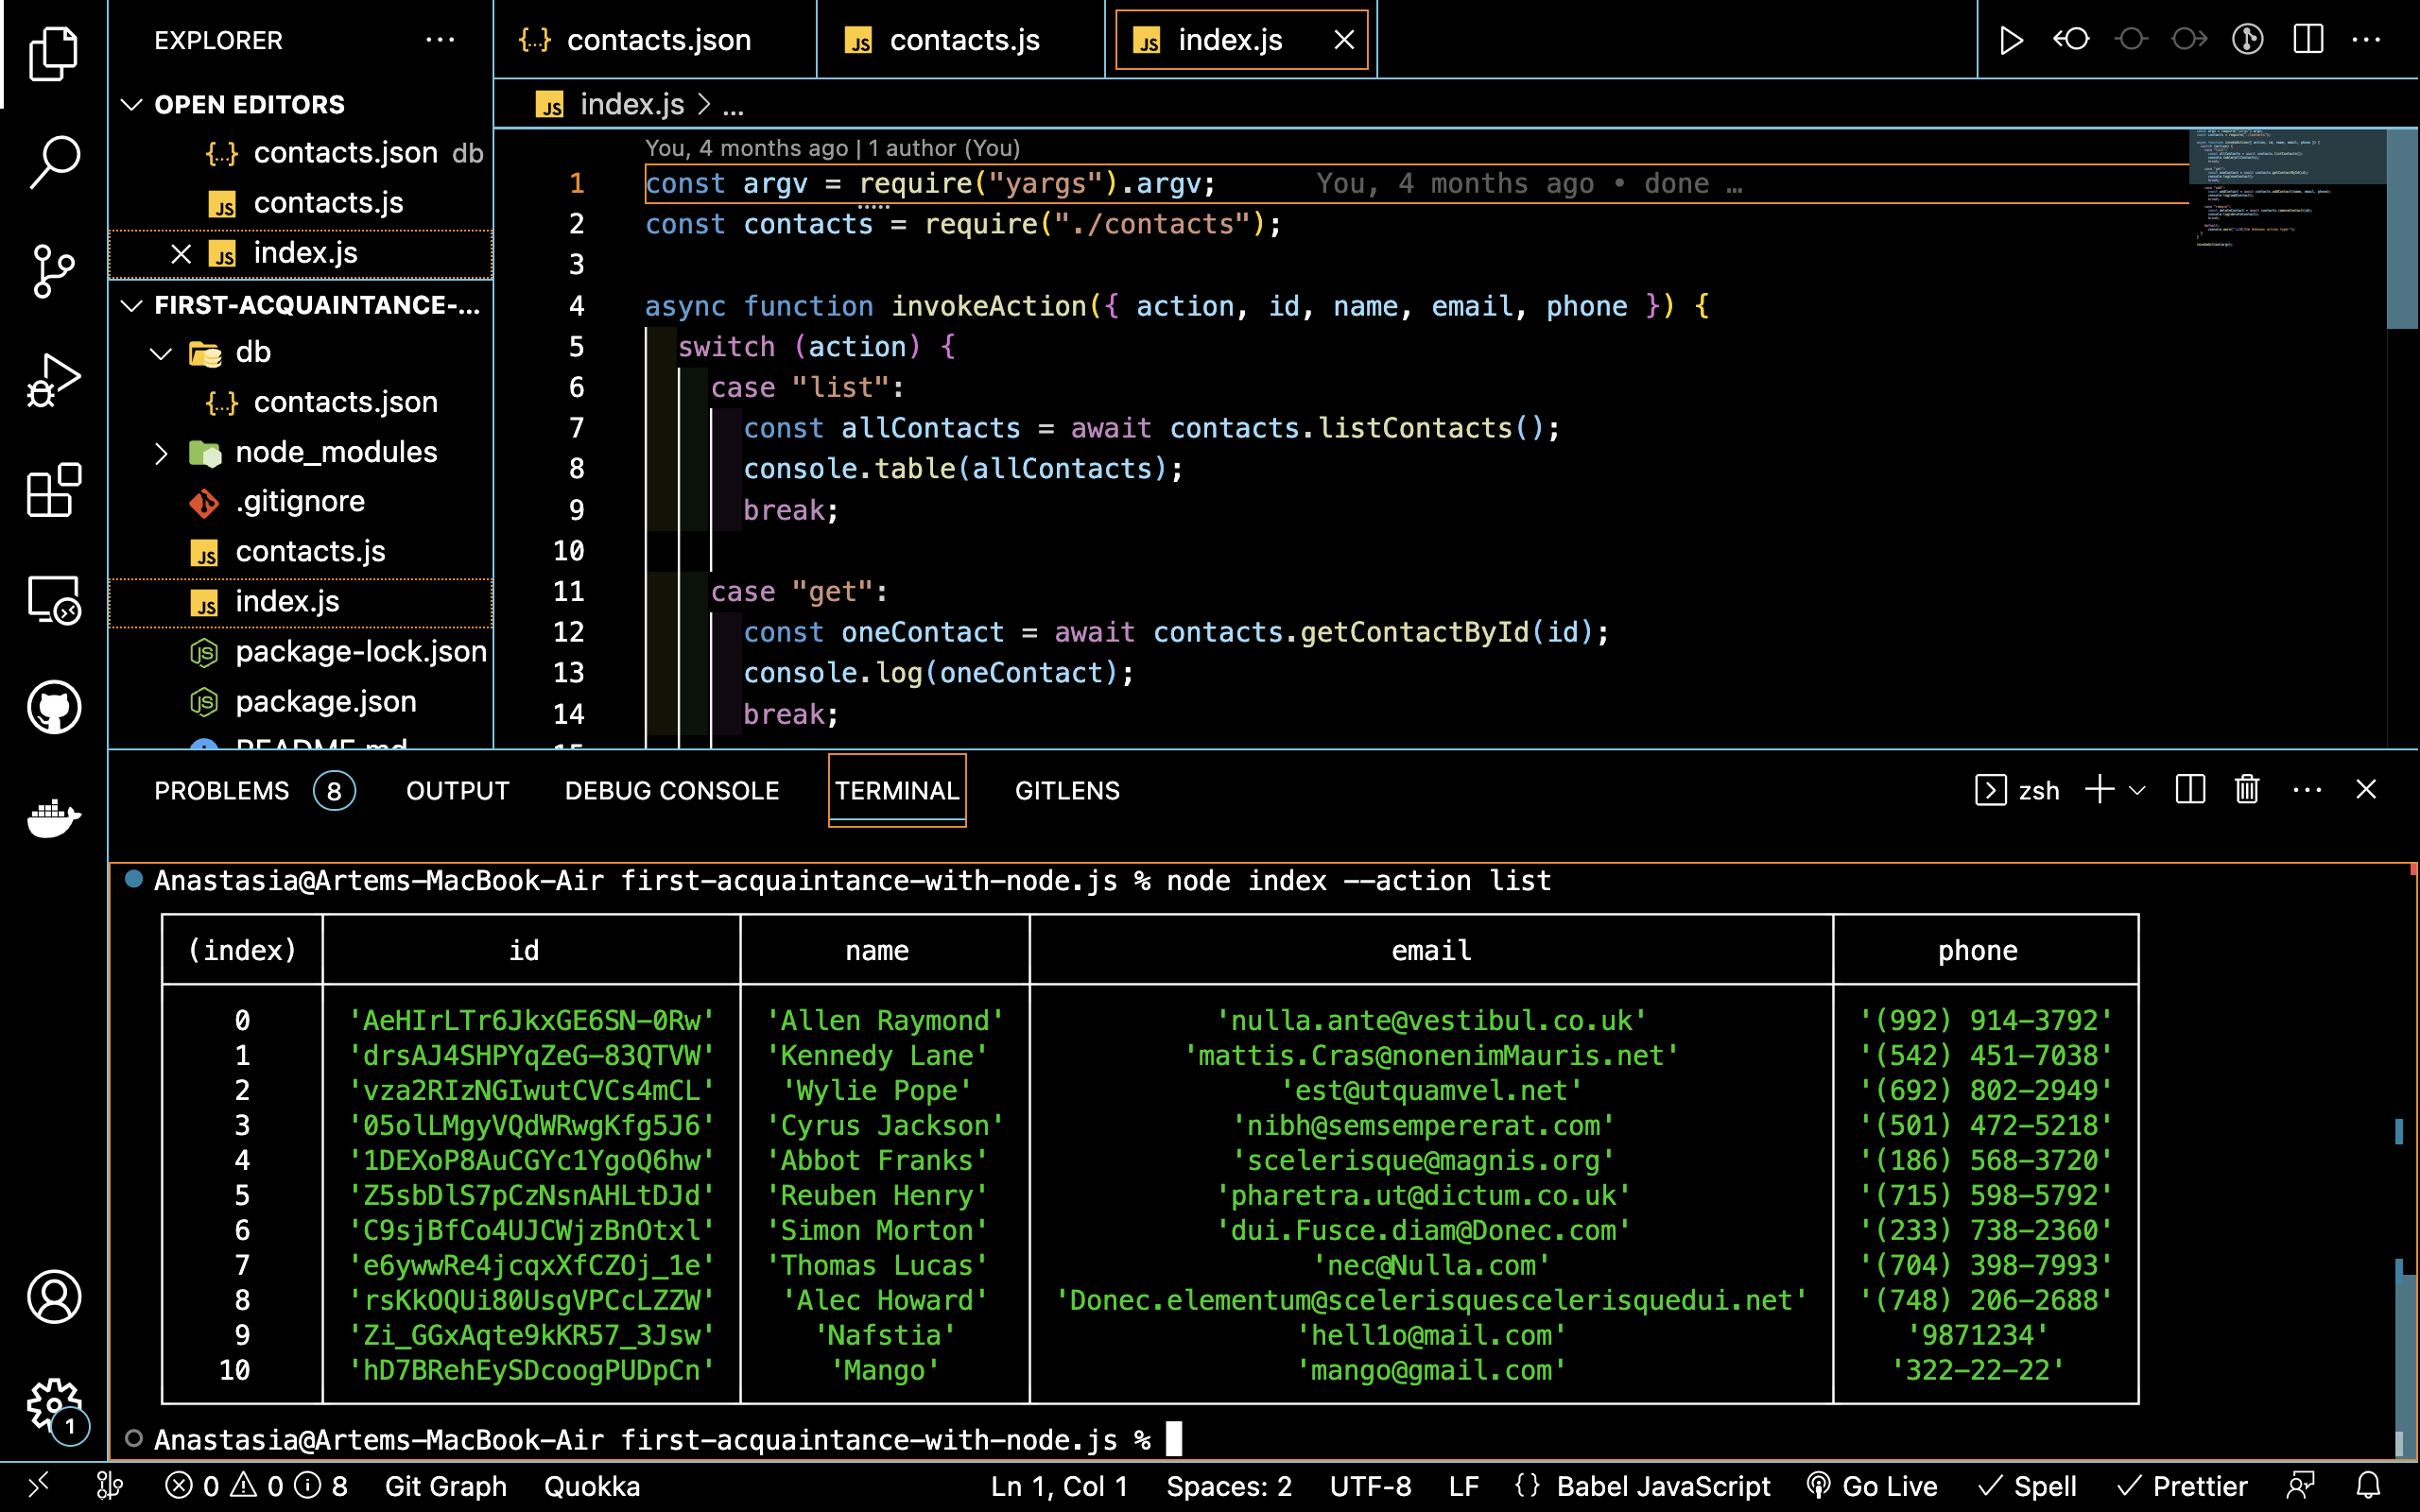 EXPLORER
OPEN EDITORS
contacts.json db
contacts.js
index.js
FIRST-ACQUAINTANCE-...
db
contacts.json
node_modules
.gitignore
contacts.js
index.js
package-lock.json
package.json
README.md
contacts.json
contacts.js
index.js
index.js > ...
You, 4 months ago | 1 author (You)
1 const argv = require("yargs").argv; You, 4 months ago • done …
2 const contacts = require("./contacts");
3
4 async function invokeAction({ action, id, name, email, phone }) {
5 switch (action) {
6 case "list":
7 const allContacts = await contacts.listContacts();
8 console.table(allContacts);
9 break;
10
11 case "get":
12 const oneContact = await contacts.getContactById(id);
13 console.log(oneContact);
14 break;
PROBLEMS 8 OUTPUT DEBUG CONSOLE TERMINAL GITLENS zsh
Anastasia@Artems-MacBook-Air first-acquaintance-with-node.js % node index --action list
(index) id name email phone
0 'AeHIrLTr6JkxGE6SN-0Rw' 'Allen Raymond' 'nulla.ante@vestibul.co.uk' '(992) 914-3792'
1 'drsAJ4SHPYqZeG-83QTVW' 'Kennedy Lane' 'mattis.Cras@nonenimMauris.net' '(542) 451-7038'
2 'vza2RIzNGIwutCVCs4mCL' 'Wylie Pope' 'est@utquamvel.net' '(692) 802-2949'
3 '05olLMgyVQdWRwgKfg5J6' 'Cyrus Jackson' 'nibh@semsempererat.com' '(501) 472-5218'
4 '1DEXoP8AuCGYc1YgoQ6hw' 'Abbot Franks' 'scelerisque@magnis.org' '(186) 568-3720'
5 'Z5sbDlS7pCzNsnAHLtDJd' 'Reuben Henry' 'pharetra.ut@dictum.co.uk' '(715) 598-5792'
6 'C9sjBfCo4UJCWjzBnOtxl' 'Simon Morton' 'dui.Fusce.diam@Donec.com' '(233) 738-2360'
7 'e6ywwRe4jcqxXfCZOj_1e' 'Thomas Lucas' 'nec@Nulla.com' '(704) 398-7993'
8 'rsKkOQUi80UsgVPCcLZZW' 'Alec Howard' 'Donec.elementum@scelerisquescelerisquedui.net' '(748) 206-2688'
9 'Zi_GGxAqte9kKR57_3Jsw' 'Nafstia' 'hell1o@mail.com' '9871234'
10 'hD7BRehEySDcoogPUDpCn' 'Mango' 'mango@gmail.com' '322-22-22'
Anastasia@Artems-MacBook-Air first-acquaintance-with-node.js %
1
0 0 8 Git Graph Quokka Ln 1, Col 1 Spaces: 2 UTF-8 LF {} Babel JavaScript Go Live Spell Prettier